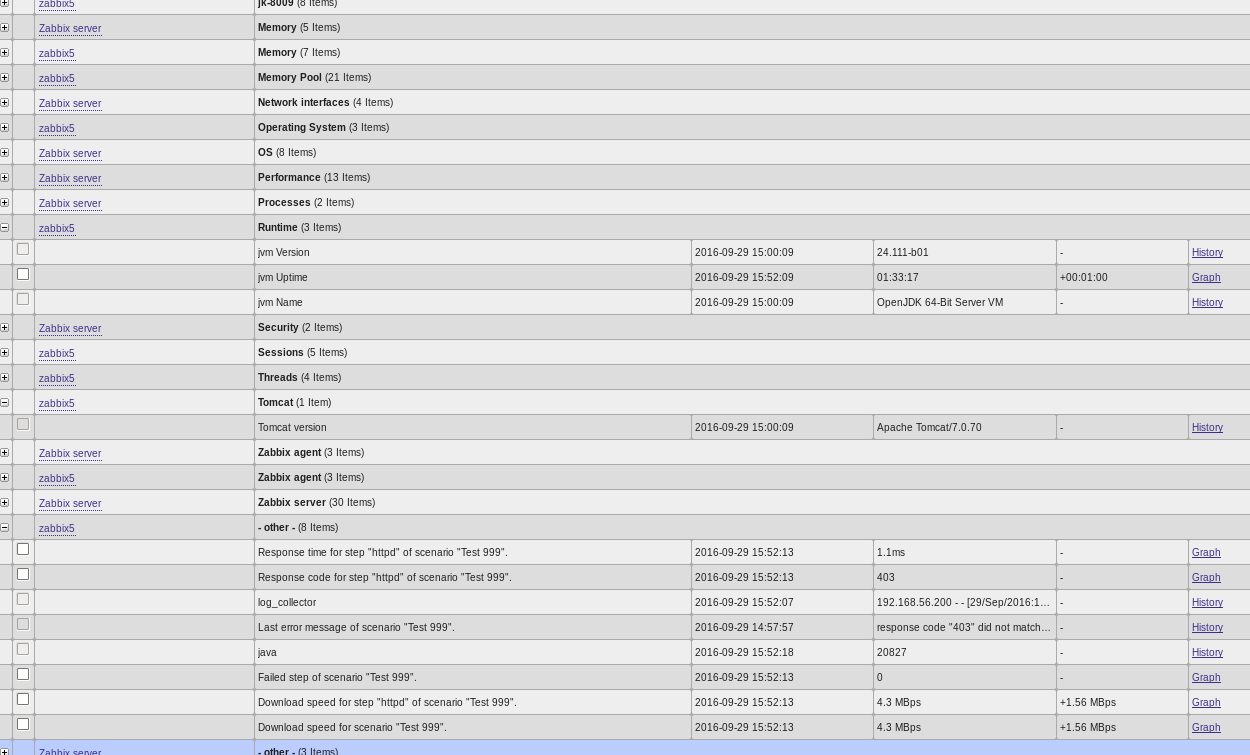 zabbix5 jk-8009 (8 Items)
Zabbix server Memory (5 Items)
zabbix5 Memory (7 Items)
zabbix5 Memory Pool (21 Items)
Zabbix server Network interfaces (4 Items)
zabbix5 Operating System (3 Items)
Zabbix server OS (8 Items)
Zabbix server Performance (13 Items)
Zabbix server Processes (2 Items)
zabbix5 Runtime (3 Items)
jvm Version 2016-09-29 15:00:09 24.111-b01 - History
jvm Uptime 2016-09-29 15:52:09 01:33:17 +00:01:00 Graph
jvm Name 2016-09-29 15:00:09 OpenJDK 64-Bit Server VM - History
Zabbix server Security (2 Items)
zabbix5 Sessions (5 Items)
zabbix5 Threads (4 Items)
zabbix5 Tomcat (1 Item)
Tomcat version 2016-09-29 15:00:09 Apache Tomcat/7.0.70 - History
Zabbix server Zabbix agent (3 Items)
zabbix5 Zabbix agent (3 Items)
Zabbix server Zabbix server (30 Items)
zabbix5 - other - (8 Items)
Response time for step "httpd" of scenario "Test 999". 2016-09-29 15:52:13 1.1ms - Graph
Response code for step "httpd" of scenario "Test 999". 2016-09-29 15:52:13 403 - Graph
log_collector 2016-09-29 15:52:07 192.168.56.200 - - [29/Sep/2016:1... - History
Last error message of scenario "Test 999". 2016-09-29 14:57:57 response code "403" did not match... - History
java 2016-09-29 15:52:18 20827 - History
Failed step of scenario "Test 999". 2016-09-29 15:52:13 0 - Graph
Download speed for step "httpd" of scenario "Test 999". 2016-09-29 15:52:13 4.3 MBps +1.56 MBps Graph
Download speed for scenario "Test 999". 2016-09-29 15:52:13 4.3 MBps +1.56 MBps Graph
Zabbix server - other - (3 Items)